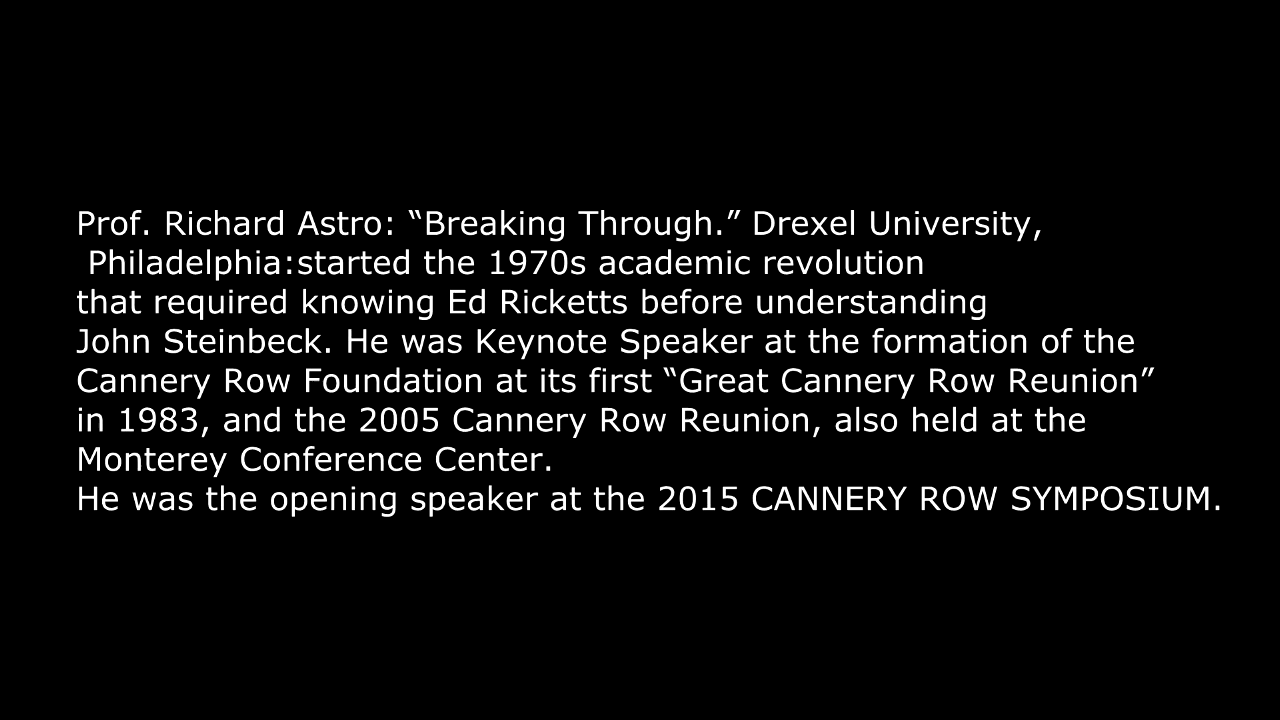 Prof. Richard Astro: “Breaking Through.” Drexel University,
Philadelphia:started the 1970s academic revolution
that required knowing Ed Ricketts before understanding
John Steinbeck. He was Keynote Speaker at the formation of the
Cannery Row Foundation at its first “Great Cannery Row Reunion”
in 1983, and the 2005 Cannery Row Reunion, also held at the
Monterey Conference Center.
He was the opening speaker at the 2015 CANNERY ROW SYMPOSIUM.